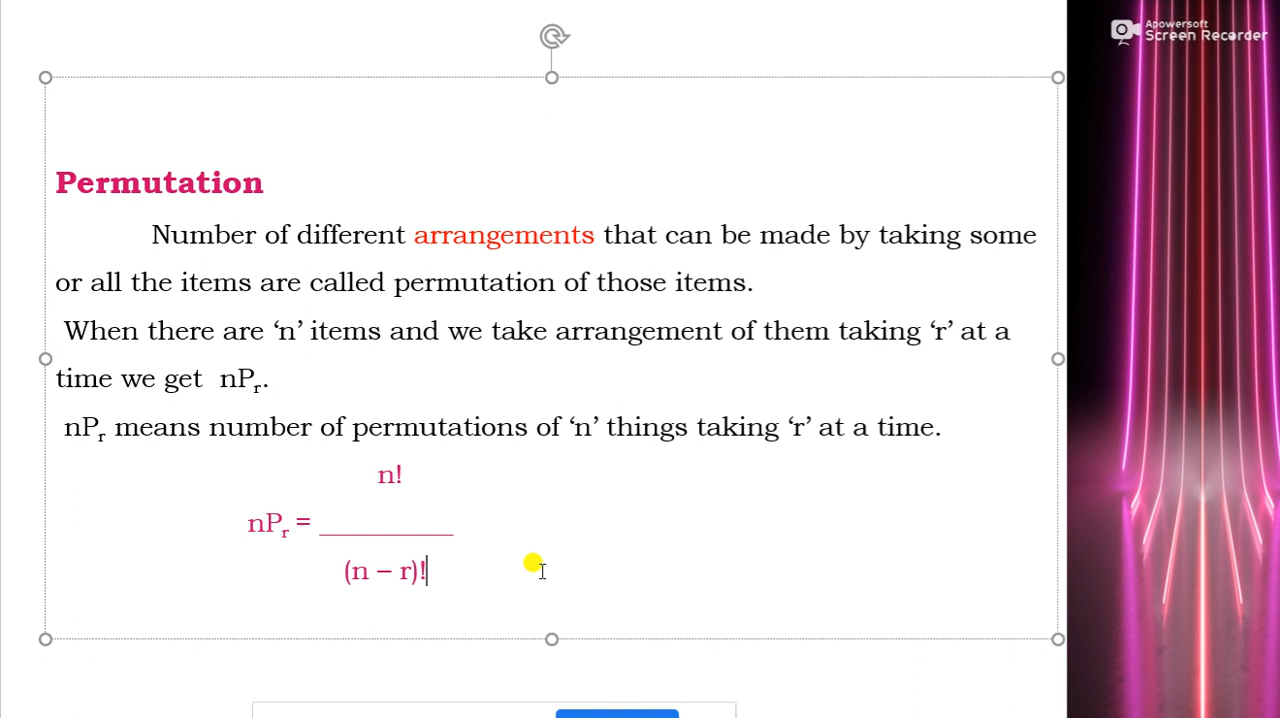 Apowersoft
Screen Recorder
Permutation
Number of different arrangements that can be made by taking some
or all the items are called permutation of those items.
When there are ‘n’ items and we take arrangement of them taking ‘r’ at a
time we get nPr.
nPr means number of permutations of ‘n’ things taking ‘r’ at a time.
n!
nPr = __________
(n – r)!